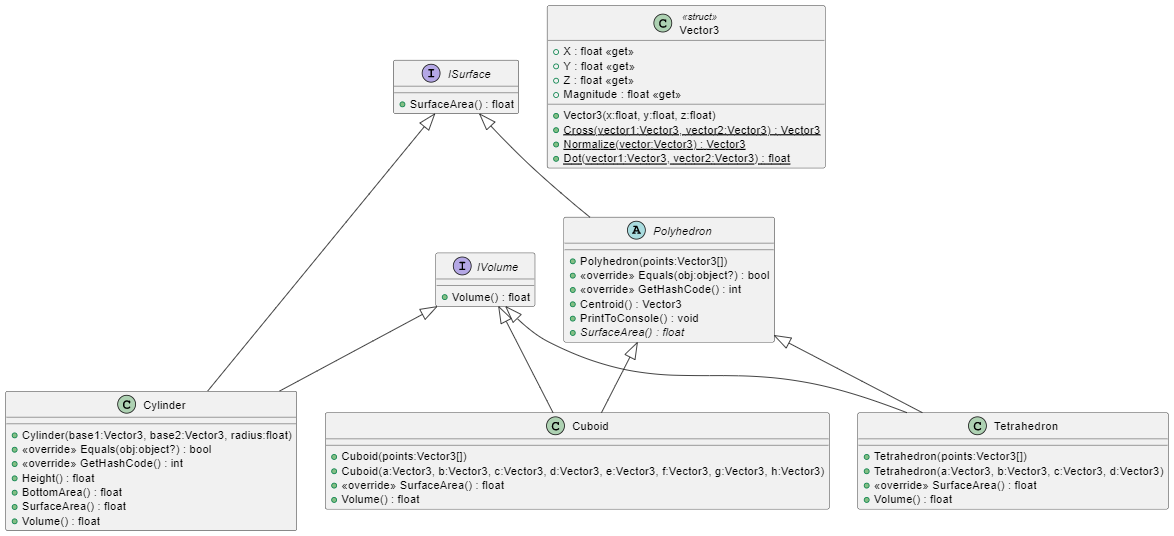 «struct»
C Vector3
X : float «get»
Y : float «get»
Z : float «get»
Magnitude : float «get»
Vector3(x:float, y:float, z:float)
Cross(vector1:Vector3, vector2:Vector3) : Vector3
Normalize(vector:Vector3) : Vector3
Dot(vector1:Vector3, vector2:Vector3) : float
I ISurface
SurfaceArea() : float
A Polyhedron
Polyhedron(points:Vector3[])
«override» Equals(obj:object?) : bool
«override» GetHashCode() : int
Centroid() : Vector3
PrintToConsole() : void
SurfaceArea() : float
I IVolume
Volume() : float
C Cylinder
Cylinder(base1:Vector3, base2:Vector3, radius:float)
«override» Equals(obj:object?) : bool
«override» GetHashCode() : int
Height() : float
BottomArea() : float
SurfaceArea() : float
Volume() : float
C Cuboid
Cuboid(points:Vector3[])
Cuboid(a:Vector3, b:Vector3, c:Vector3, d:Vector3, e:Vector3, f:Vector3, g:Vector3, h:Vector3)
«override» SurfaceArea() : float
Volume() : float
C Tetrahedron
Tetrahedron(points:Vector3[])
Tetrahedron(a:Vector3, b:Vector3, c:Vector3, d:Vector3)
«override» SurfaceArea() : float
Volume() : float